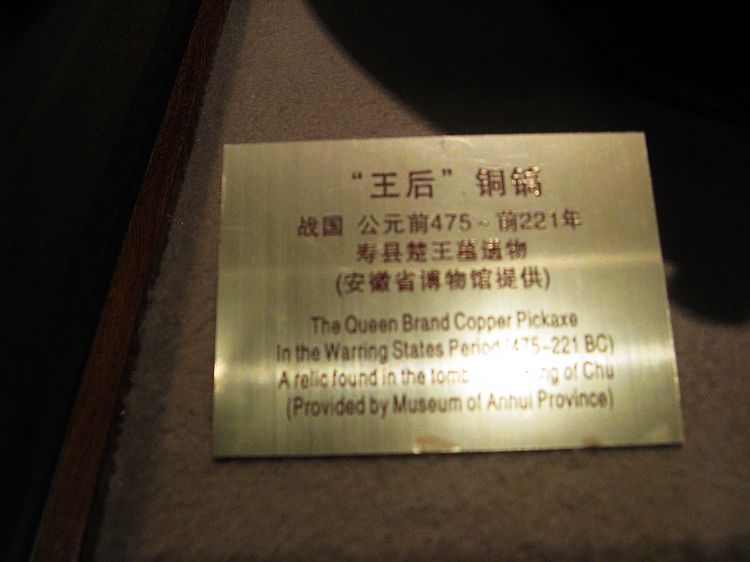 “王后”铜镐
战国 公元前475－前221年
寿县楚王墓遗物
(安徽省博物馆提供)
The Queen Brand Copper Pickaxe
In the Warring States Period (475-221 BC)
A relic found in the tomb of Chu
(Provided by Museum of Anhui Province)